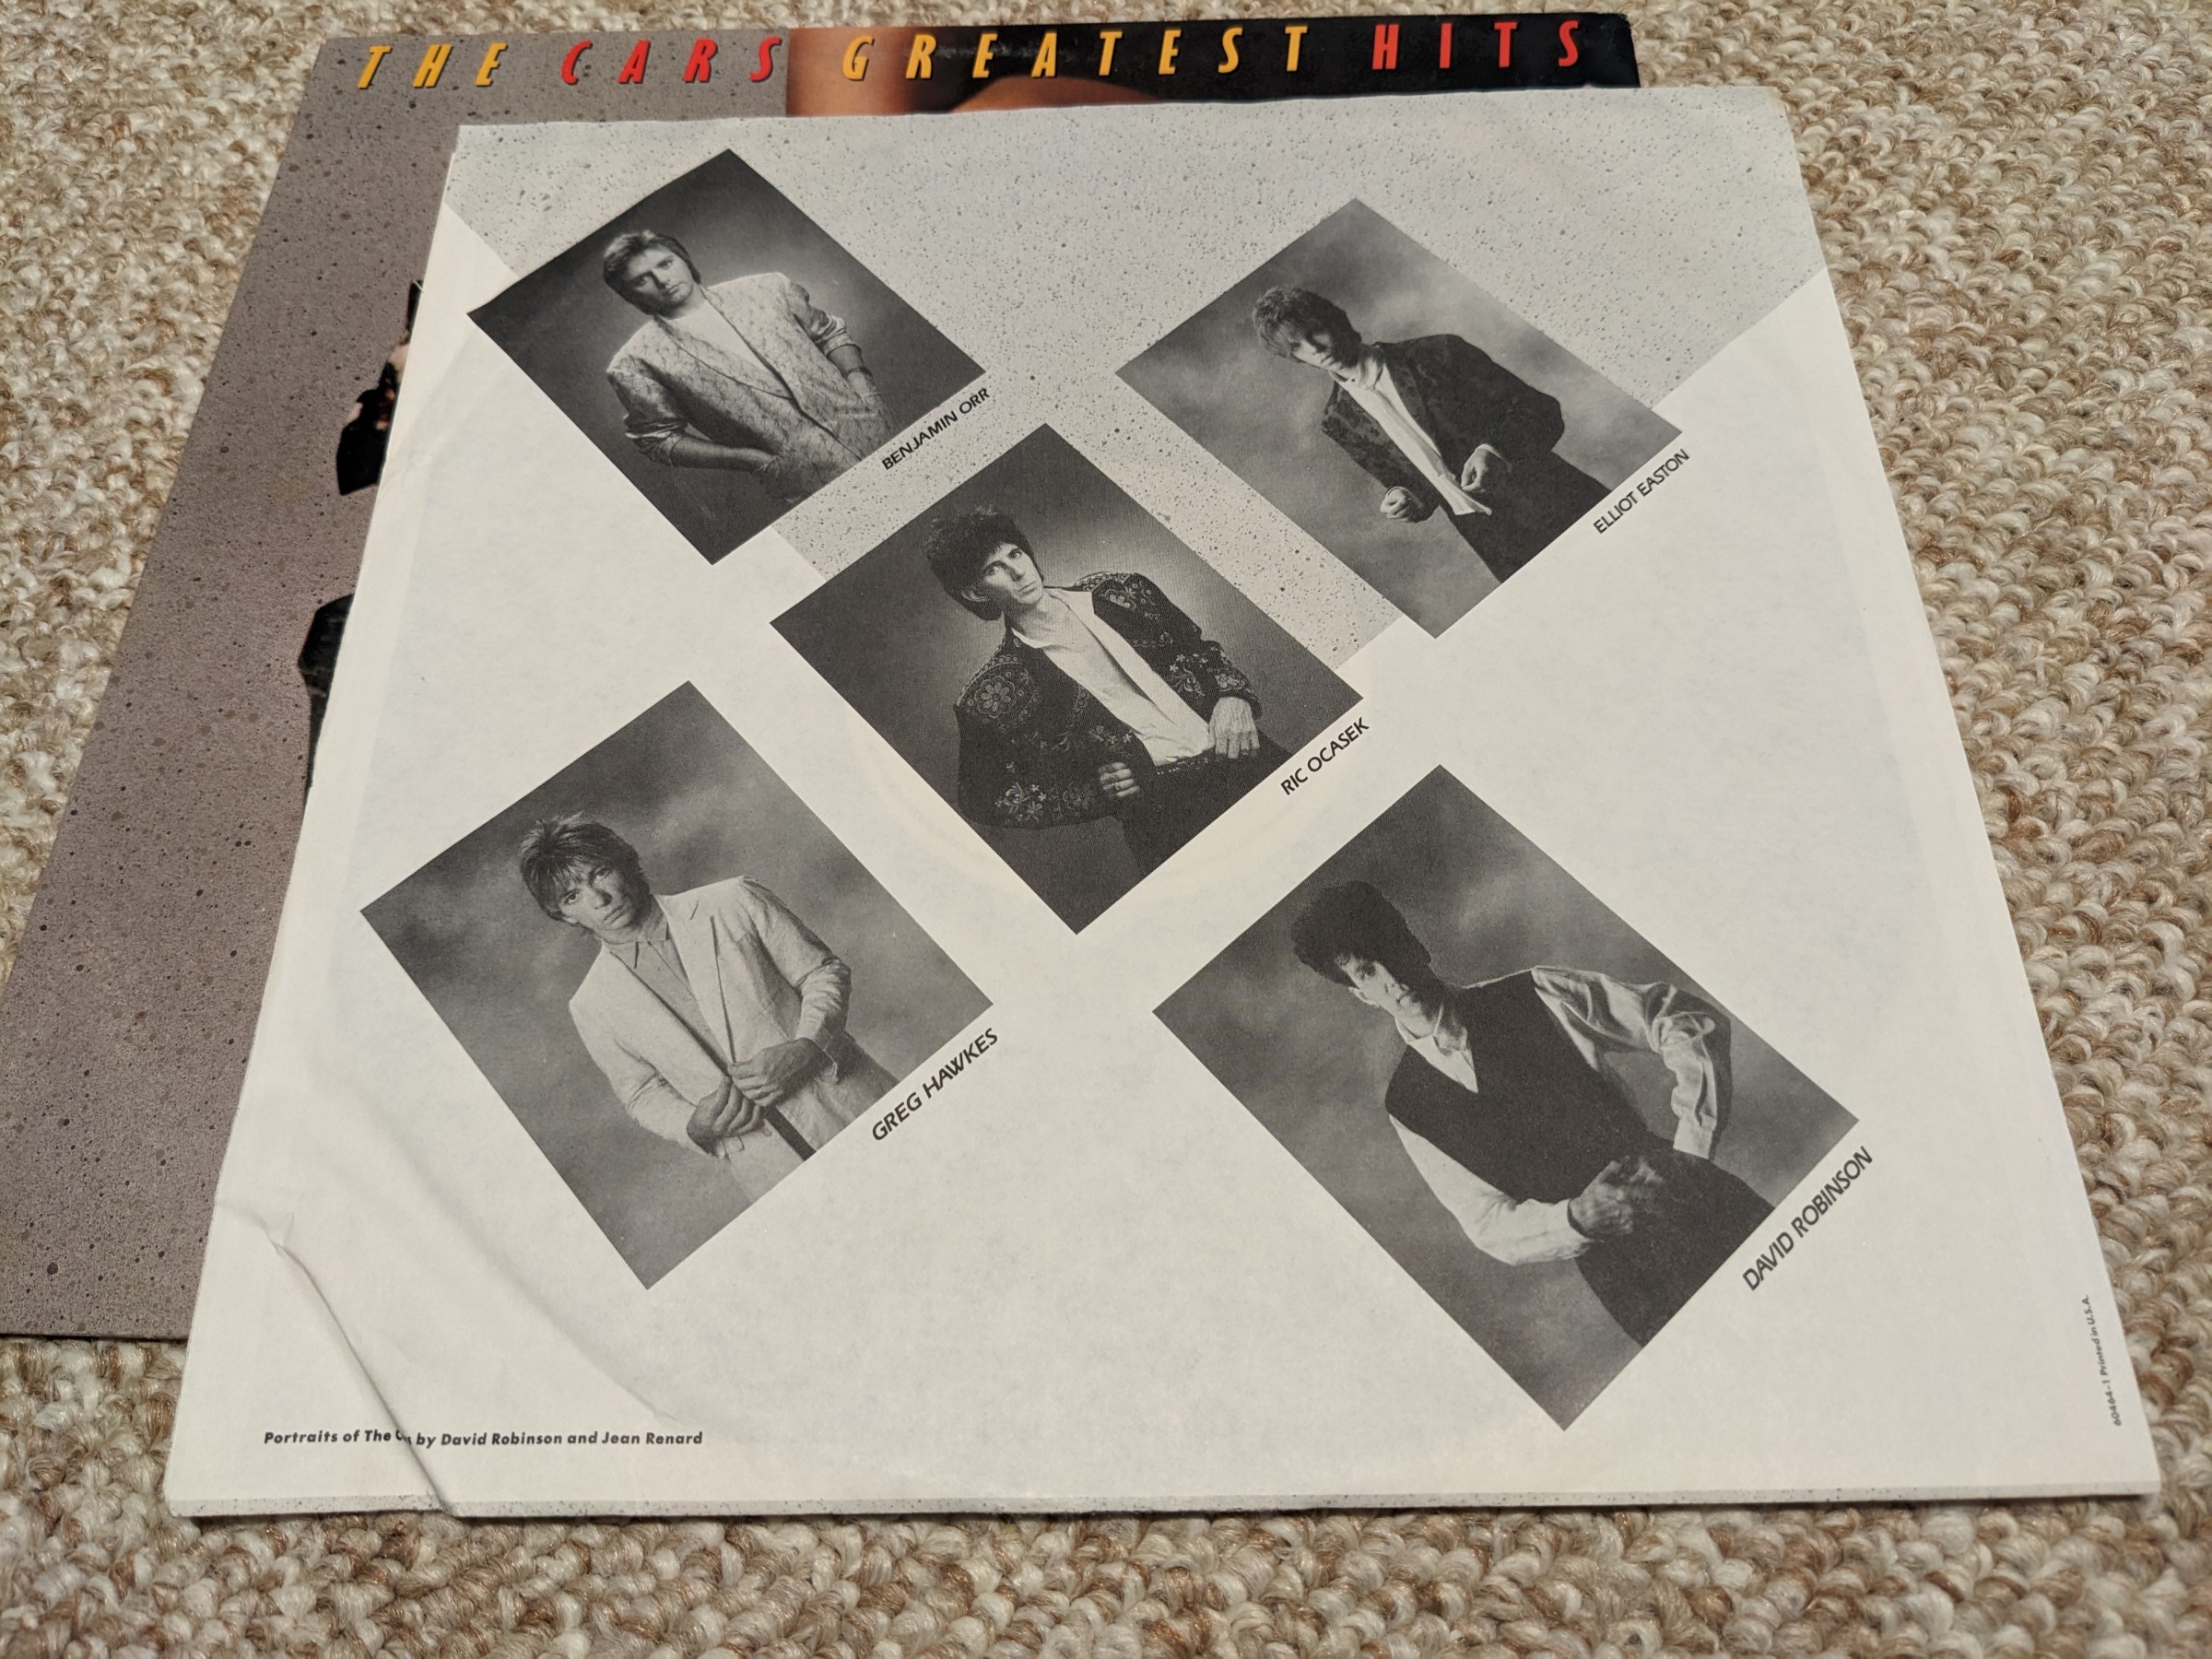 THE CARS GREATEST HITS
BENJAMIN ORR
ELLIOT EASTON
RIC OCASEK
GREG HAWKES
DAVID ROBINSON
Portraits of The by David Robinson and Jean Renard
60464-1 Printed in U.S.A.